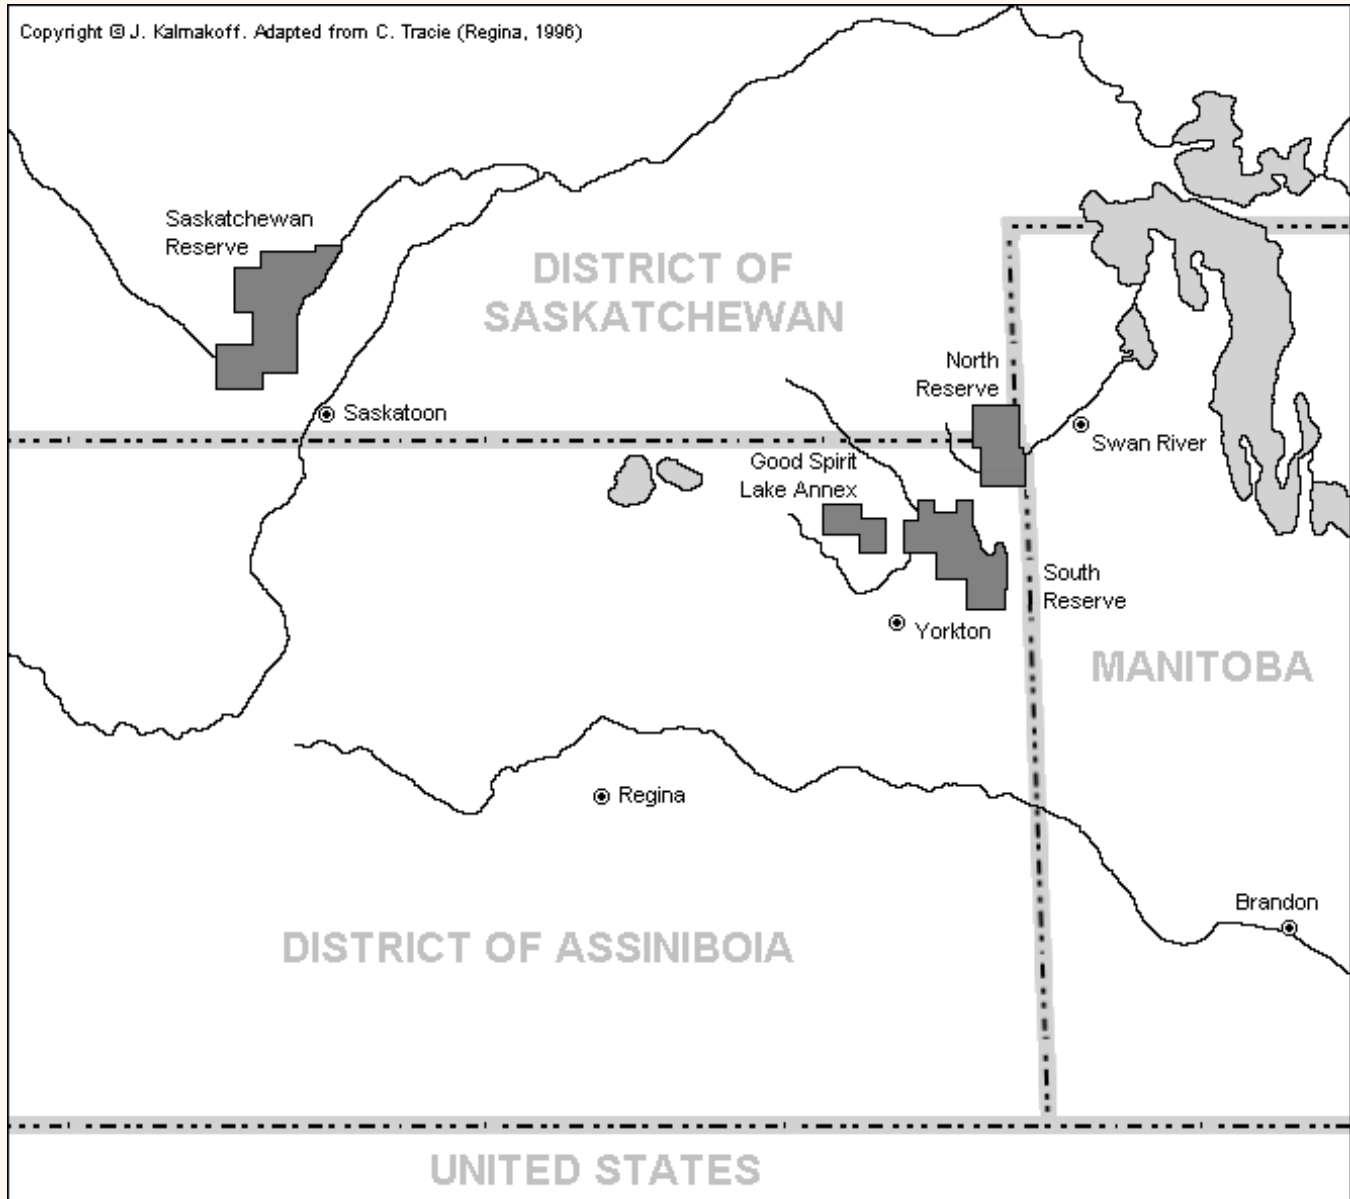 Copyright © J. Kalmakoff. Adapted from C. Tracie (Regina, 1996)
Saskatchewan
Reserve
DISTRICT OF
SASKATCHEWAN
North
Reserve
Saskatoon
Swan River
Good Spirit
Lake Annex
South
Reserve
Yorkton
MANITOBA
Regina
Brandon
DISTRICT OF ASSINIBOIA
UNITED STATES